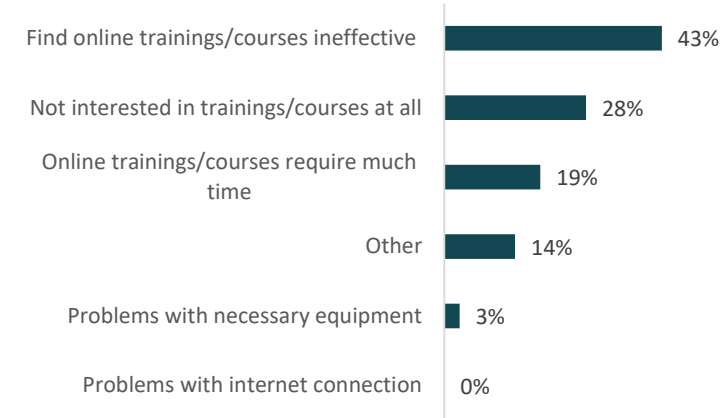 Find online trainings/courses ineffective 43%
Not interested in trainings/courses at all 28%
Online trainings/courses require much
time 19%
Other 14%
Problems with necessary equipment 3%
Problems with internet connection 0%